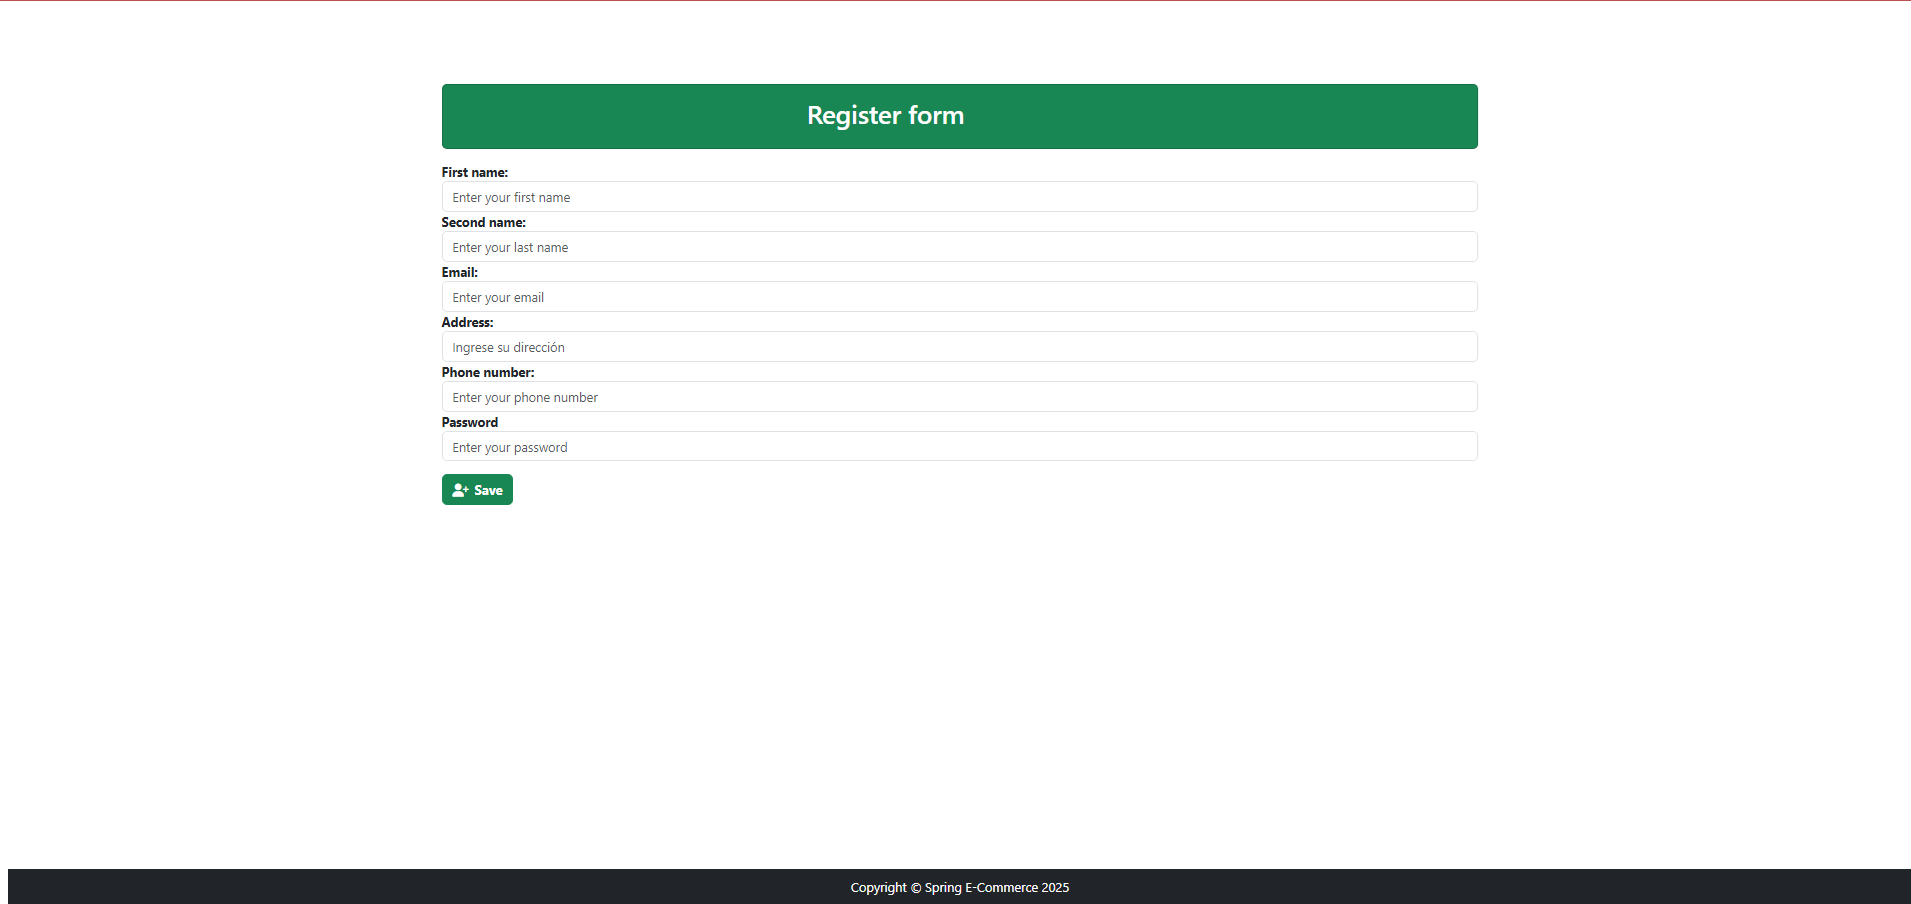 Register form
First name:
Enter your first name
Second name:
Enter your last name
Email:
Enter your email
Address:
Ingrese su dirección
Phone number:
Enter your phone number
Password
Enter your password
Save
Copyright © Spring E-Commerce 2025